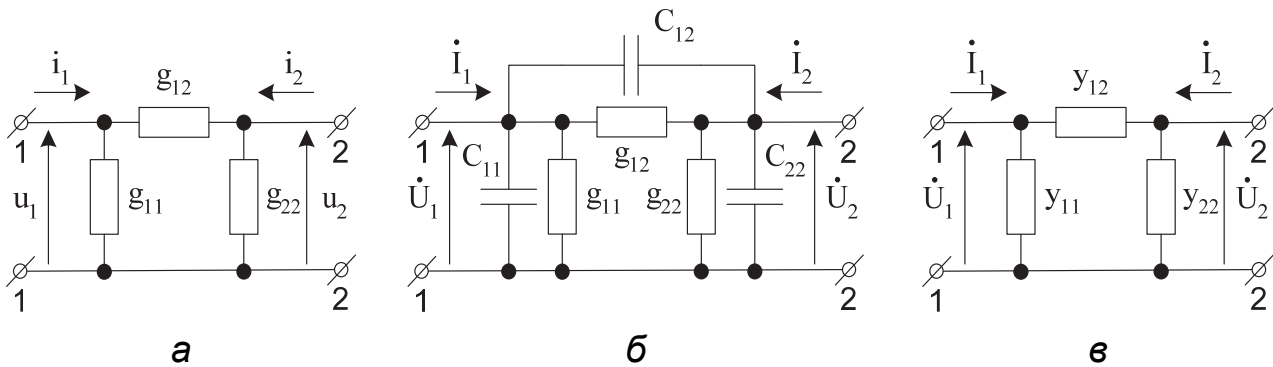 i₁ g₁₂ i₂
1 2
u₁ g₁₁ g₂₂ u₂
1 2
а
C₁₂
İ₁ İ₂
1 C₁₁ g₁₂ C₂₂ 2
U̇₁ g₁₁ g₂₂ U̇₂
1 2
б
İ₁ y₁₂ İ₂
1 2
U̇₁ y₁₁ y₂₂ U̇₂
1 2
в